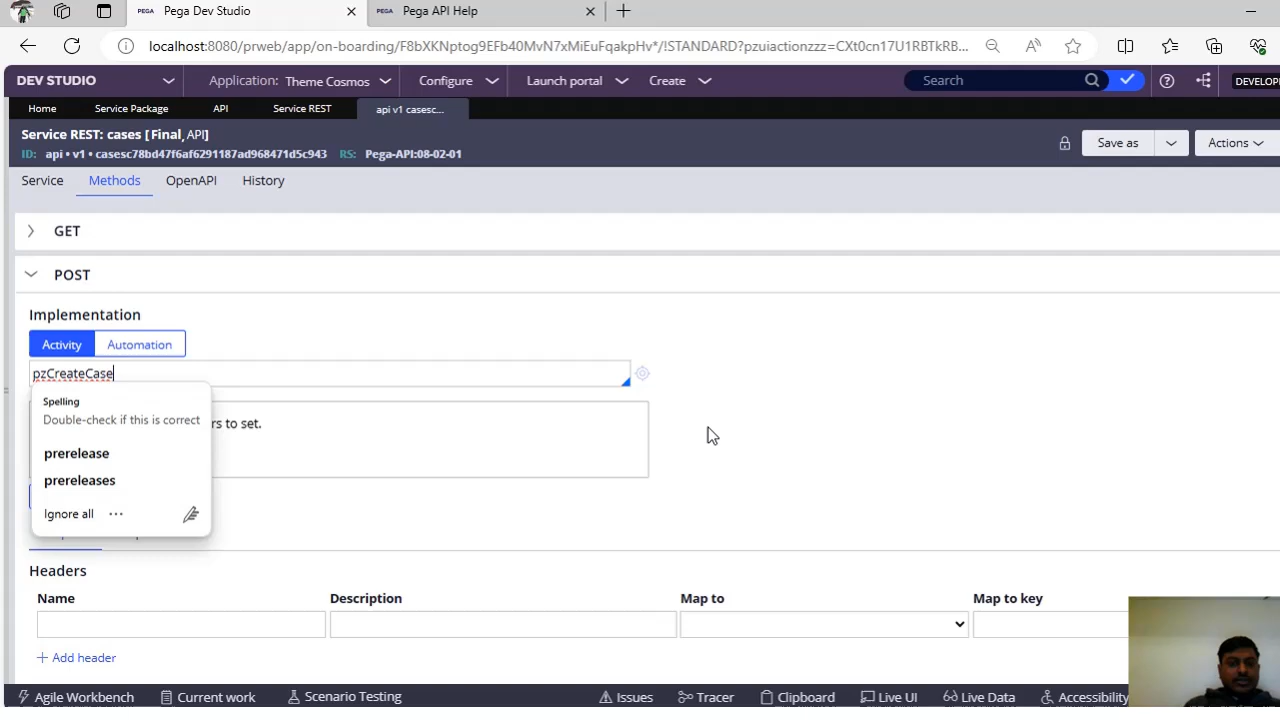 PEGA Pega Dev Studio
PEGA Pega API Help
localhost:8080/prweb/app/on-boarding/F8bXKNptog9EFb40MvN7xMiEuFqakpHv*/!STANDARD?pzuiactionzzz=CXt0cn17U1RBTkRB...
DEV STUDIO
Application: Theme Cosmos
Configure
Launch portal
Create
Search
DEVELOP
Home
Service Package
API
Service REST
api v1 casesc...
Service REST: cases [Final, API]
ID: api • v1 • casesc78bd47f6af6291187ad968471d5c943 RS: Pega-API:08-02-01
Save as
Actions
Service
Methods
OpenAPI
History
GET
POST
Implementation
Activity
Automation
pzCreateCase
Spelling
Double-check if this is correct
rs to set.
prerelease
prereleases
Ignore all ...
Headers
Name
Description
Map to
Map to key
+ Add header
Agile Workbench
Current work
Scenario Testing
Issues
Tracer
Clipboard
Live UI
Live Data
Accessibility